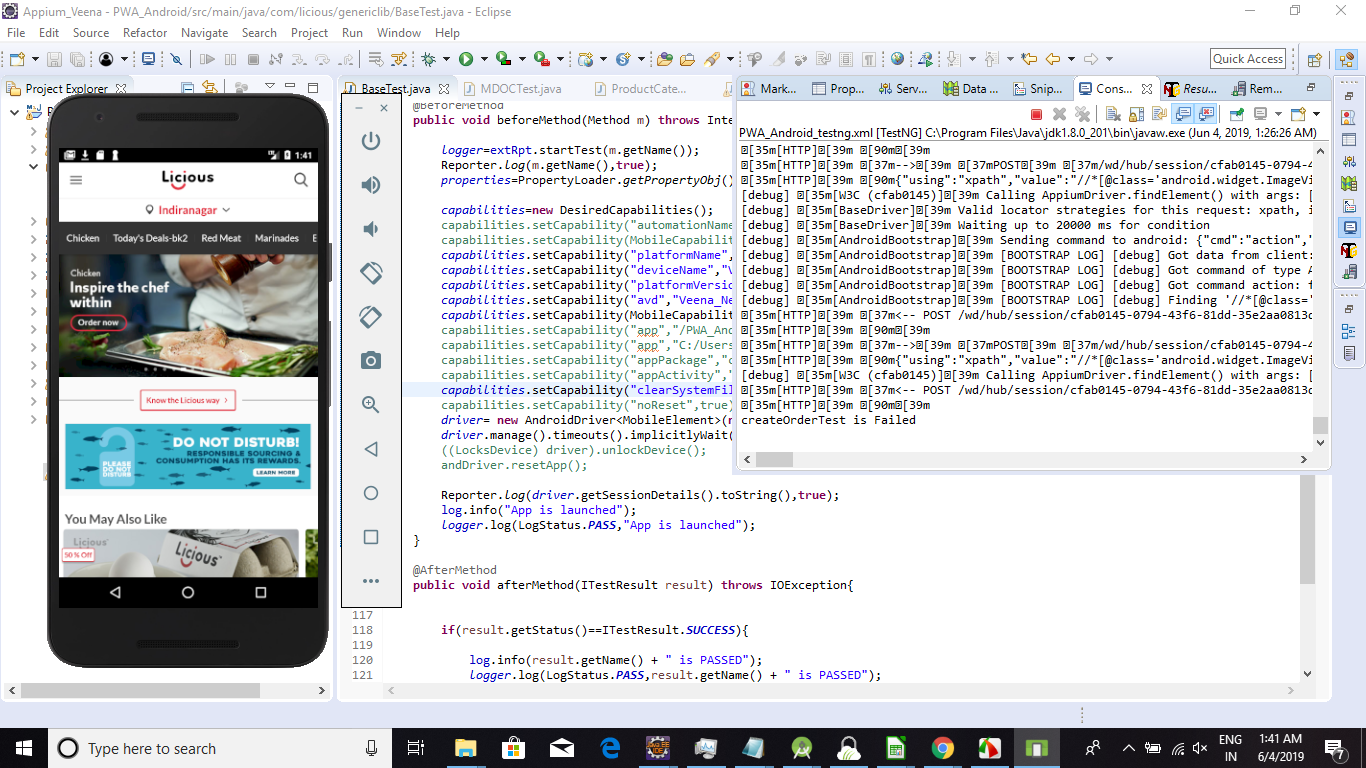 Appium_Veena - PWA_Android/src/main/java/com/licious/genericlib/BaseTest.java - Eclipse
File Edit Source Refactor Navigate Search Project Run Window Help
Quick Access
Project Explorer
BaseTest.java
MDOCTest.java
ProductCate...
Mark...
Prop...
Serv...
Data ...
Snip...
Cons...
Resu...
Rem...
1:41
Licious
Indiranagar
Chicken Today's Deals-bk2 Red Meat Marinades
Chicken
Inspire the chef
within
Order now
Know the Licious way
DO NOT DISTURB!
RESPONSIBLE SOURCING &
CONSUMPTION HAS ITS REWARDS.
PLEASE
DO NOT
DISTURB
LEARN MORE
You May Also Like
Licious
Licious
50 % Off
@BeforeMethod
public void beforeMethod(Method m) throws Inte
logger=extRpt.startTest(m.getName());
Reporter.log(m.getName(),true);
properties=PropertyLoader.getPropertyObj()
capabilities=new DesiredCapabilities();
capabilities.setCapability("automationName
capabilities.setCapability(MobileCapabilit
capabilities.setCapability("platformName",
capabilities.setCapability("deviceName","V
capabilities.setCapability("platformVersio
capabilities.setCapability("avd","Veena_Ne
capabilities.setCapability(MobileCapabilit
capabilities.setCapability("app","/PWA_And
capabilities.setCapability("app","C:/Users
capabilities.setCapability("appPackage","c
capabilities.setCapability("appActivity","
capabilities.setCapability("clearSystemFil
capabilities.setCapability("noReset",true)
driver= new AndroidDriver<MobileElement>(n
driver.manage().timeouts().implicitlyWait(
((LocksDevice) driver).unlockDevice();
andDriver.resetApp();
Reporter.log(driver.getSessionDetails().toString(),true);
log.info("App is launched");
logger.log(LogStatus.PASS,"App is launched");
}
@AfterMethod
public void afterMethod(ITestResult result) throws IOException{
117
118 if(result.getStatus()==ITestResult.SUCCESS){
119
120 log.info(result.getName() + " is PASSED");
121 logger.log(LogStatus.PASS,result.getName() + " is PASSED");
PWA_Android_testng.xml [TestNG] C:\Program Files\Java\jdk1.8.0_201\bin\javaw.exe (Jun 4, 2019, 1:26:26 AM)
[35m[HTTP][39m [90m[39m
[35m[HTTP][39m [37m-->[39m [37mPOST[39m [37m/wd/hub/session/cfab0145-0794-4
[35m[HTTP][39m [90m{"using":"xpath","value":"//*[@class='android.widget.ImageVi
[debug] [35m[W3C (cfab0145)][39m Calling AppiumDriver.findElement() with args: [
[debug] [35m[BaseDriver][39m Valid locator strategies for this request: xpath, i
[debug] [35m[BaseDriver][39m Waiting up to 20000 ms for condition
[debug] [35m[AndroidBootstrap][39m Sending command to android: {"cmd":"action","
[debug] [35m[AndroidBootstrap][39m [BOOTSTRAP LOG] [debug] Got data from client:
[debug] [35m[AndroidBootstrap][39m [BOOTSTRAP LOG] [debug] Got command of type A
[debug] [35m[AndroidBootstrap][39m [BOOTSTRAP LOG] [debug] Got command action: f
[debug] [35m[AndroidBootstrap][39m [BOOTSTRAP LOG] [debug] Finding '//*[@class='
[35m[HTTP][39m [37m<-- POST /wd/hub/session/cfab0145-0794-43f6-81dd-35e2aa0813d
[35m[HTTP][39m [90m[39m
[35m[HTTP][39m [37m-->[39m [37mPOST[39m [37m/wd/hub/session/cfab0145-0794-4
[35m[HTTP][39m [90m{"using":"xpath","value":"//*[@class='android.widget.ImageVi
[debug] [35m[W3C (cfab0145)][39m Calling AppiumDriver.findElement() with args: [
[35m[HTTP][39m [37m<-- POST /wd/hub/session/cfab0145-0794-43f6-81dd-35e2aa0813d
[35m[HTTP][39m [90m[39m
createOrderTest is Failed
Type here to search
ENG
IN
1:41 AM
6/4/2019
7